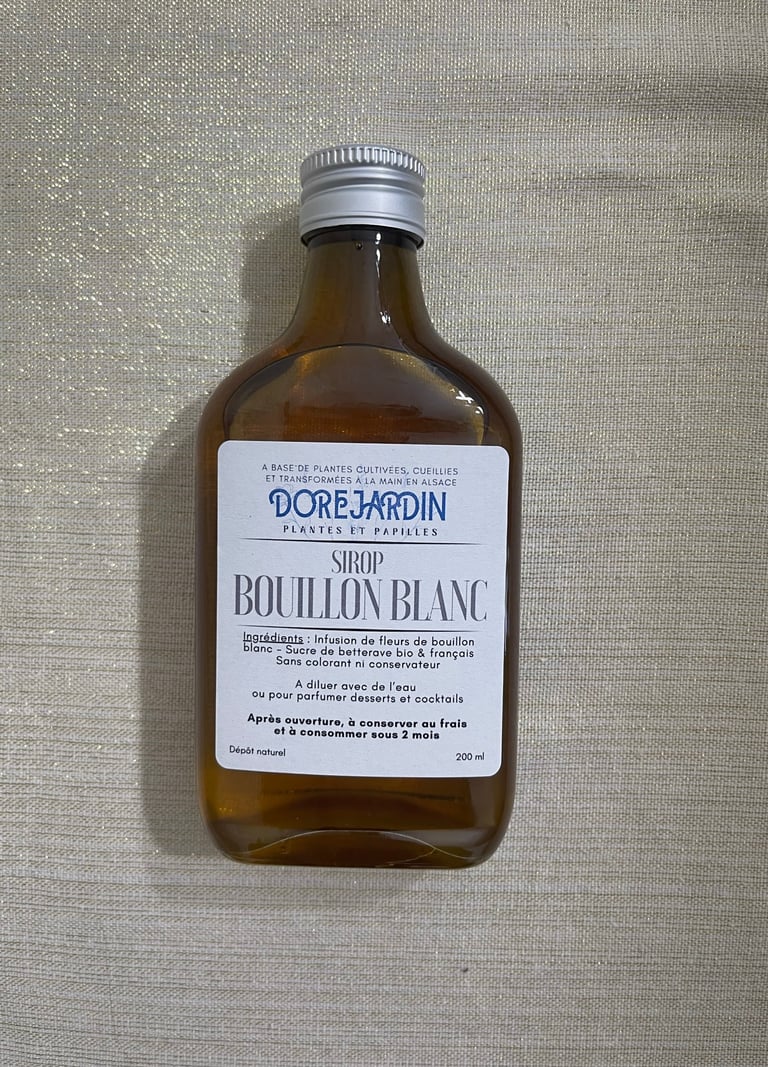 A BASE DE PLANTES CULTIVÉES, CUEILLIES
ET TRANSFORMÉES À LA MAIN EN ALSACE
DOREJARDIN
PLANTES ET PAPILLES
SIROP
BOUILLON BLANC
Ingrédients : Infusion de fleurs de bouillon
blanc – Sucre de betterave bio & français
Sans colorant ni conservateur
A diluer avec de l'eau
ou pour parfumer desserts et cocktails
Après ouverture, à conserver au frais
et à consommer sous 2 mois
Dépôt naturel
200 ml